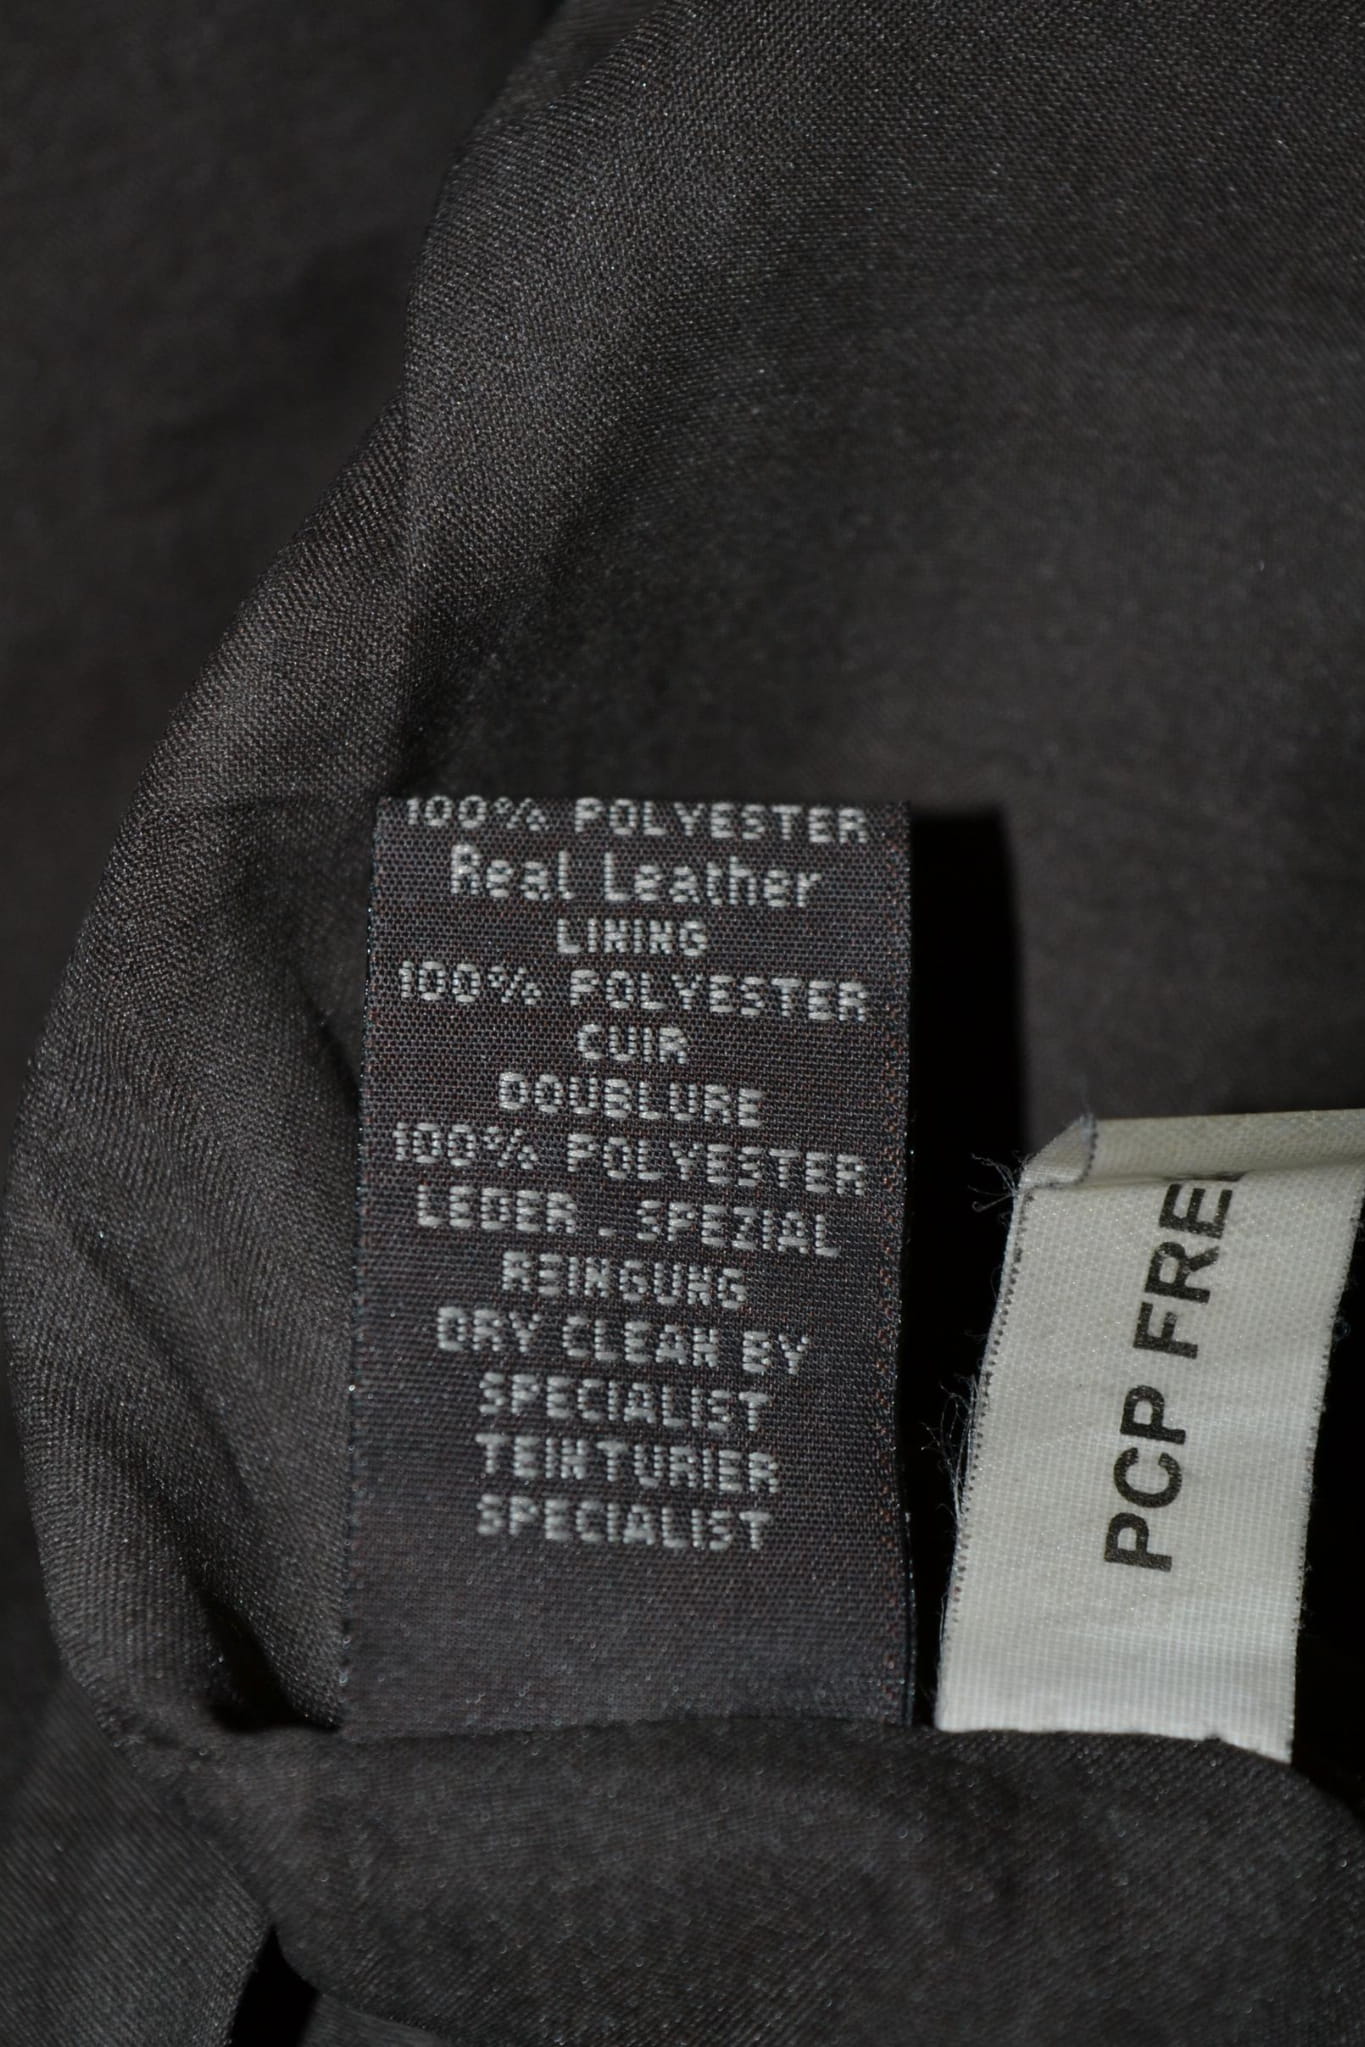 100% POLYESTER
Real Leather
LINING
100% POLYESTER
CUIR
DOUBLURE
100% POLYESTER
LEDER - SPEZIAL
REINGUNG
DRY CLEAN BY
SPECIALIST
TEINTURIER
SPECIALIST
PCP FREE